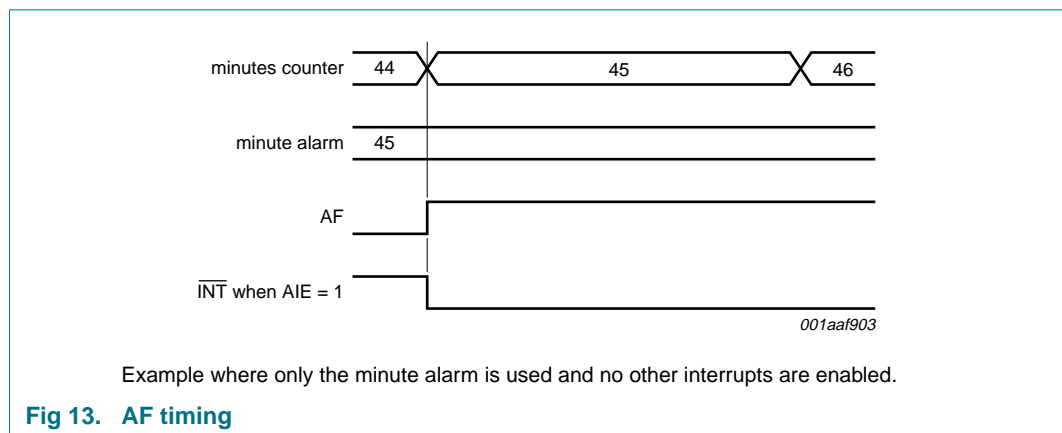 minutes counter 44 45 46
minute alarm 45
AF
INT when AIE = 1
001aaf903
Example where only the minute alarm is used and no other interrupts are enabled.
Fig 13. AF timing